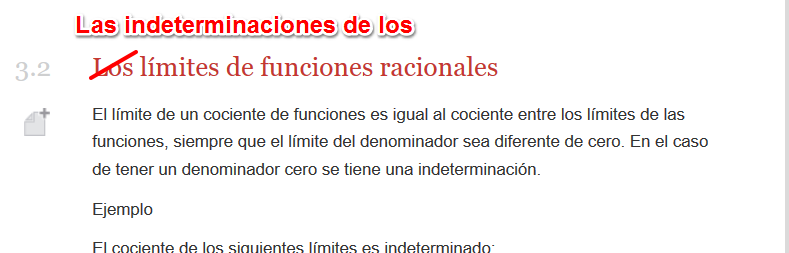 Las indeterminaciones de los
3.2 Los límites de funciones racionales
El límite de un cociente de funciones es igual al cociente entre los límites de las
funciones, siempre que el límite del denominador sea diferente de cero. En el caso
de tener un denominador cero se tiene una indeterminación.
Ejemplo
El cociente de los siguientes límites es indeterminado: